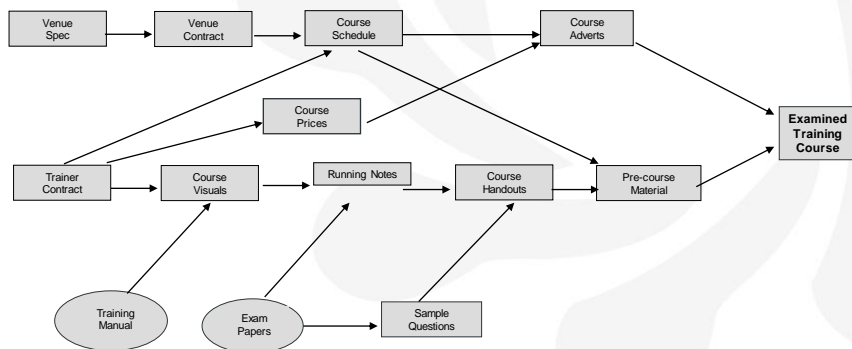 Venue
Spec
Venue
Contract
Course
Schedule
Course
Adverts
Course
Prices
Examined
Training
Course
Trainer
Contract
Course
Visuals
Running Notes
Course
Handouts
Pre-course
Material
Training
Manual
Exam
Papers
Sample
Questions